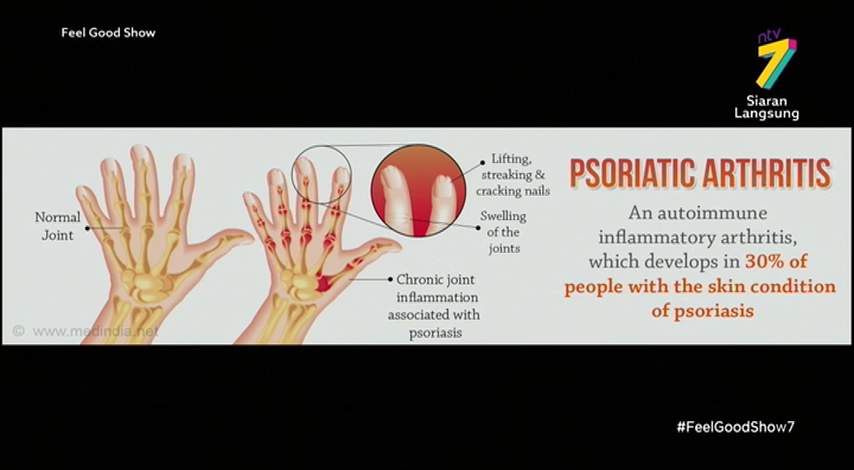 Feel Good Show
ntv
7
Siaran
Langsung
Normal
Joint
Lifting,
streaking &
cracking nails
Swelling
of the
joints
Chronic joint
inflammation
associated with
psoriasis
PSORIATIC ARTHRITIS
An autoimmune
inflammatory arthritis,
which develops in 30% of
people with the skin condition
of psoriasis
© www.medindia.net
#FeelGoodShow7